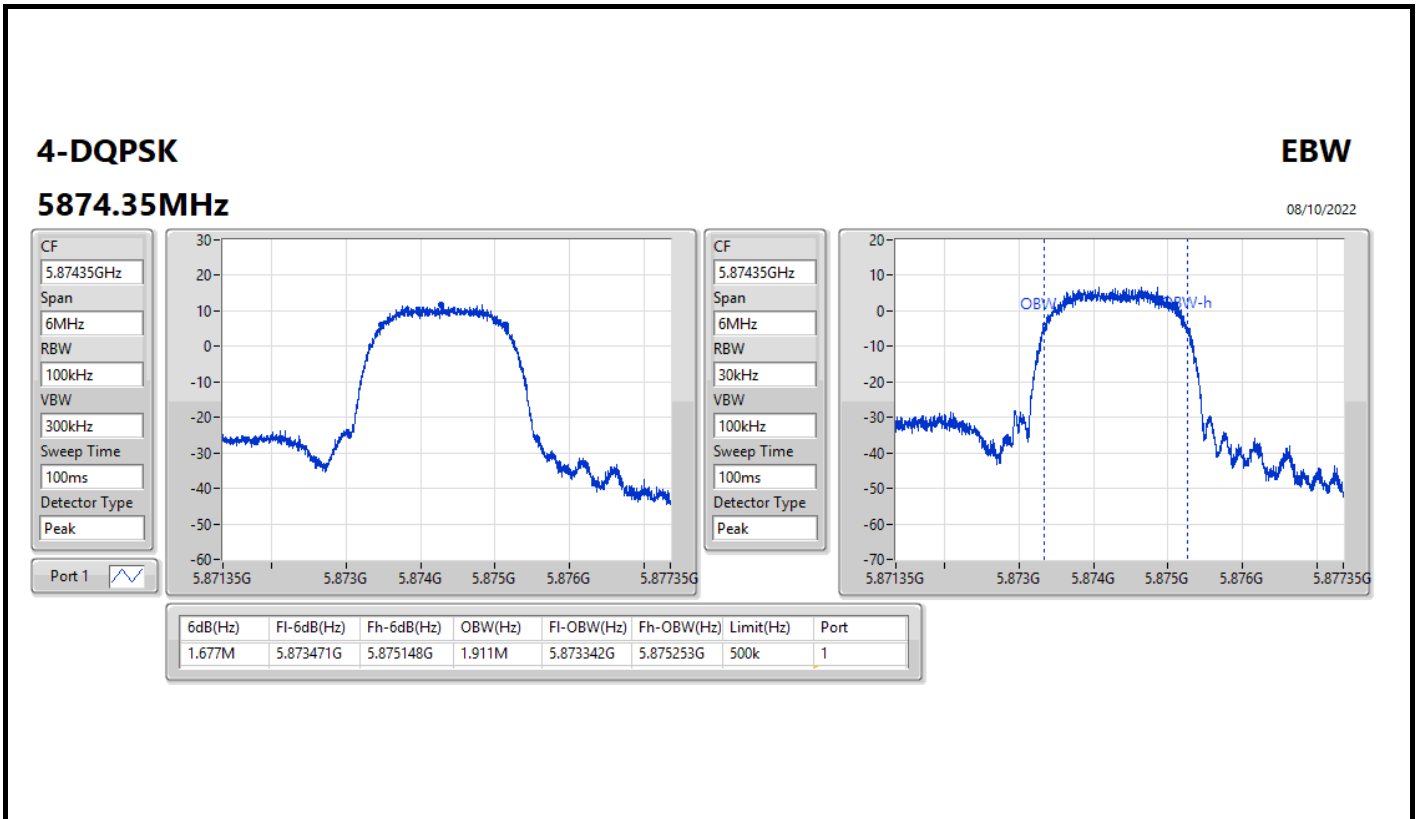 4-DQPSK
EBW
5874.35MHz
08/10/2022
CF
5.87435GHz
Span
6MHz
RBW
100kHz
VBW
300kHz
Sweep Time
100ms
Detector Type
Peak
Port 1
30
20
10
0
-10
-20
-30
-40
-50
-60
5.87135G 5.873G 5.874G 5.875G 5.876G 5.87735G
CF
5.87435GHz
Span
6MHz
RBW
30kHz
VBW
100kHz
Sweep Time
100ms
Detector Type
Peak
20
10
0
-10
-20
-30
-40
-50
-60
-70
OBW OBW-h
5.87135G 5.873G 5.874G 5.875G 5.876G 5.87735G
6dB(Hz) Fl-6dB(Hz) Fh-6dB(Hz) OBW(Hz) Fl-OBW(Hz) Fh-OBW(Hz) Limit(Hz) Port
1.677M 5.873471G 5.875148G 1.911M 5.873342G 5.875253G 500k 1